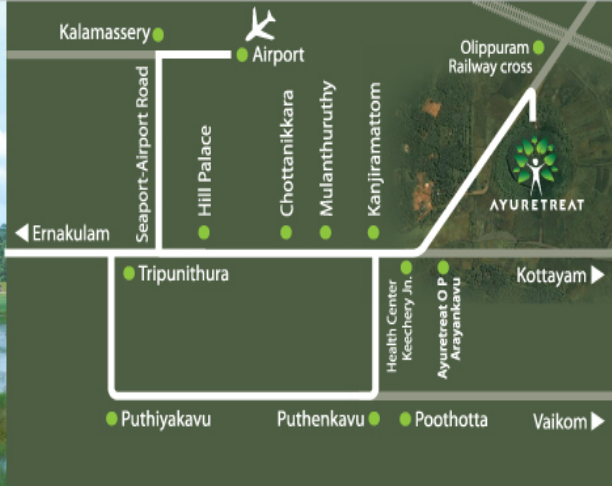 Kalamassery
Airport
Olippuram
Railway cross
Seaport-Airport Road
Hill Palace
Chottanikkara
Mulanthuruthy
Kanjiramattom
AYURETREAT
Ernakulam
Tripunithura
Health Center
Keechery Jn.
Ayuretreat O P
Arayankavu
Kottayam
Puthiyakavu
Puthenkavu
Poothotta
Vaikom